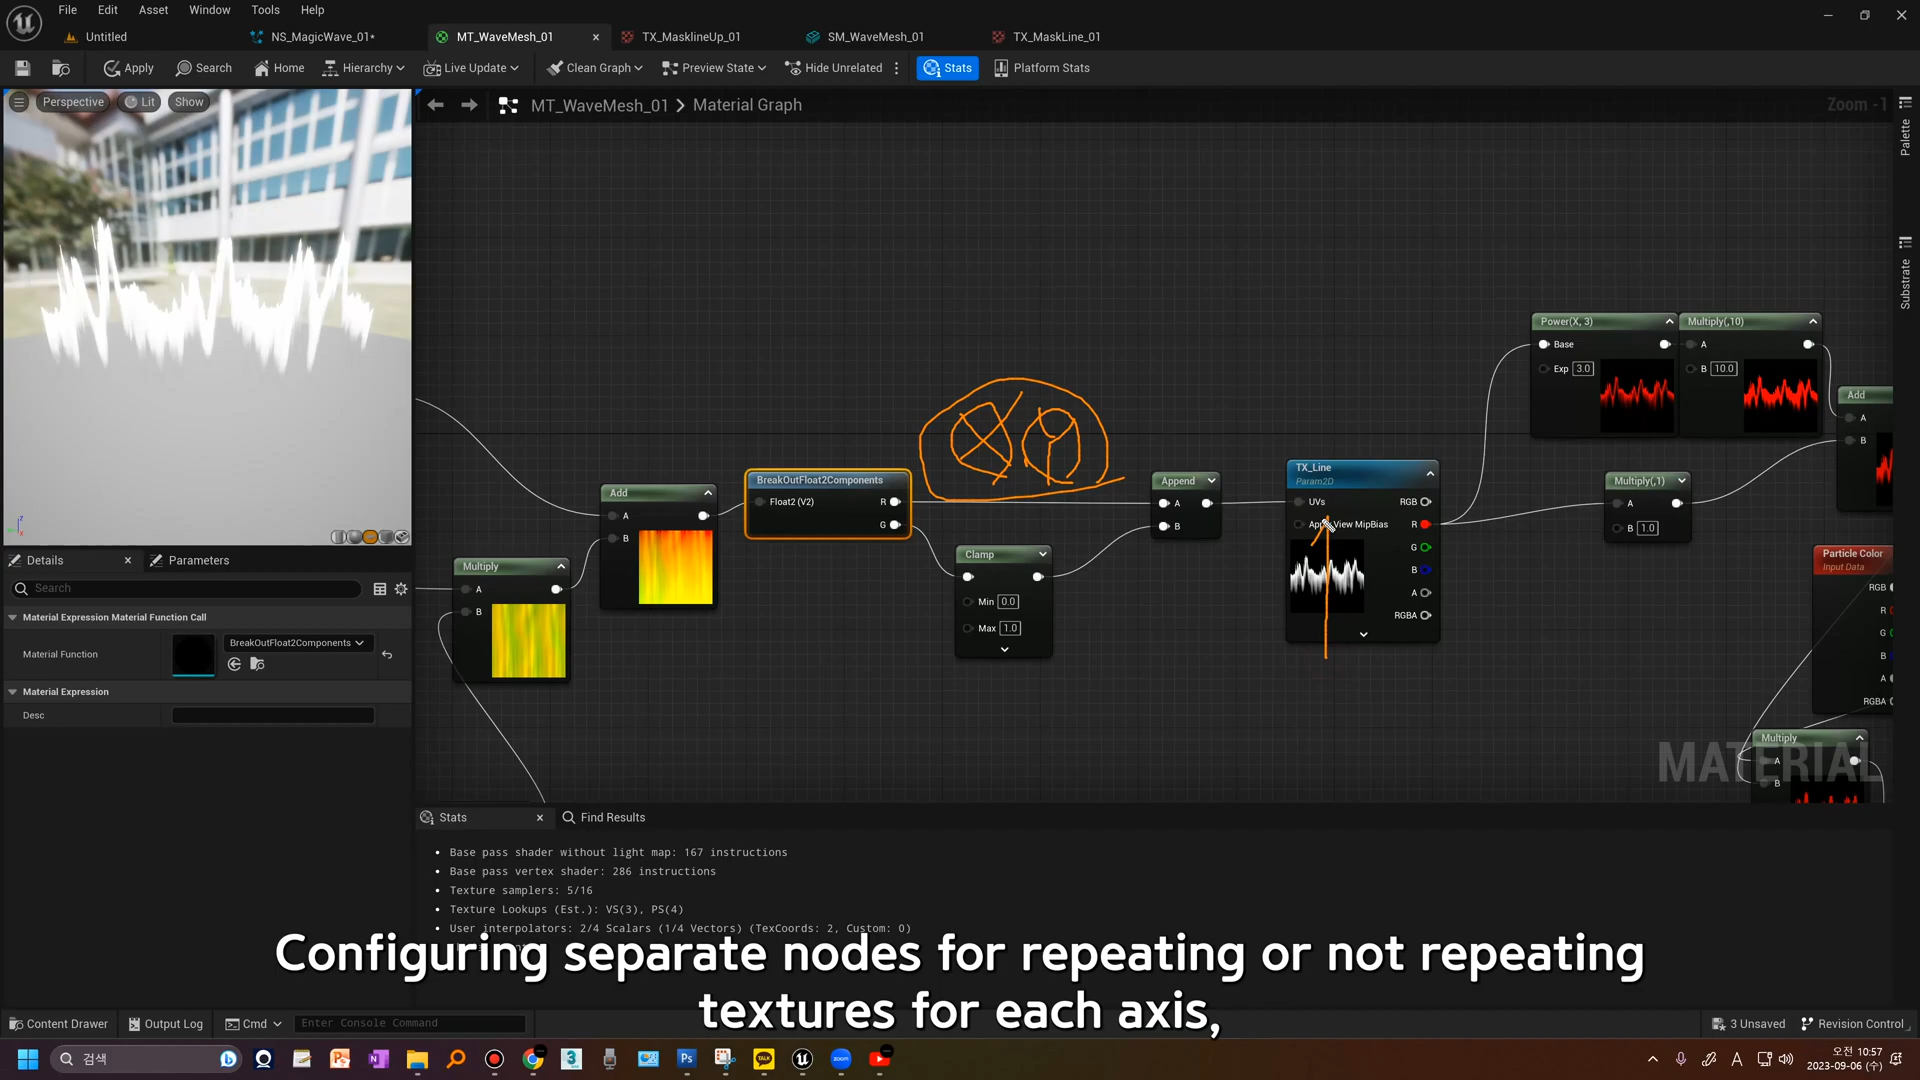 File Edit Asset Window Tools Help
Untitled NS_MagicWave_01* MT_WaveMesh_01 TX_MasklineUp_01 SM_WaveMesh_01 TX_MaskLine_01
Apply Search Home Hierarchy Live Update Clean Graph Preview State Hide Unrelated Stats Platform Stats
Perspective Lit Show
MT_WaveMesh_01 > Material Graph
Zoom -1
Palette
Substrate
Power(X, 3)
Base
Exp 3.0
Multiply(,10)
A
B 10.0
Add
A
B
X Y
Add
A
B
BreakOutFloat2Components
Float2 (V2) R
G
Append
A
B
TX_Line
Param2D
UVs RGB
Apply View MipBias R
G
B
A
RGBA
Multiply(,1)
A
B 1.0
Clamp
Min 0.0
Max 1.0
Multiply
A
B
Particle Color
Input Data
RGB
R
G
B
A
RGBA
Multiply
A
B
MATERIAL
Details Parameters
Search
Material Expression Material Function Call
Material Function BreakOutFloat2Components
Material Expression
Desc
Stats Find Results
Base pass shader without light map: 167 instructions
Base pass vertex shader: 286 instructions
Texture samplers: 5/16
Texture Lookups (Est.): VS(3), PS(4)
User interpolators: 2/4 Scalars (1/4 Vectors) (TexCoords: 2, Custom: 0)
Configuring separate nodes for repeating or not repeating
textures for each axis,
Content Drawer Output Log Cmd Enter Console Command 3 Unsaved Revision Control
검색
A 오전 10:57
2023-09-06 (수)